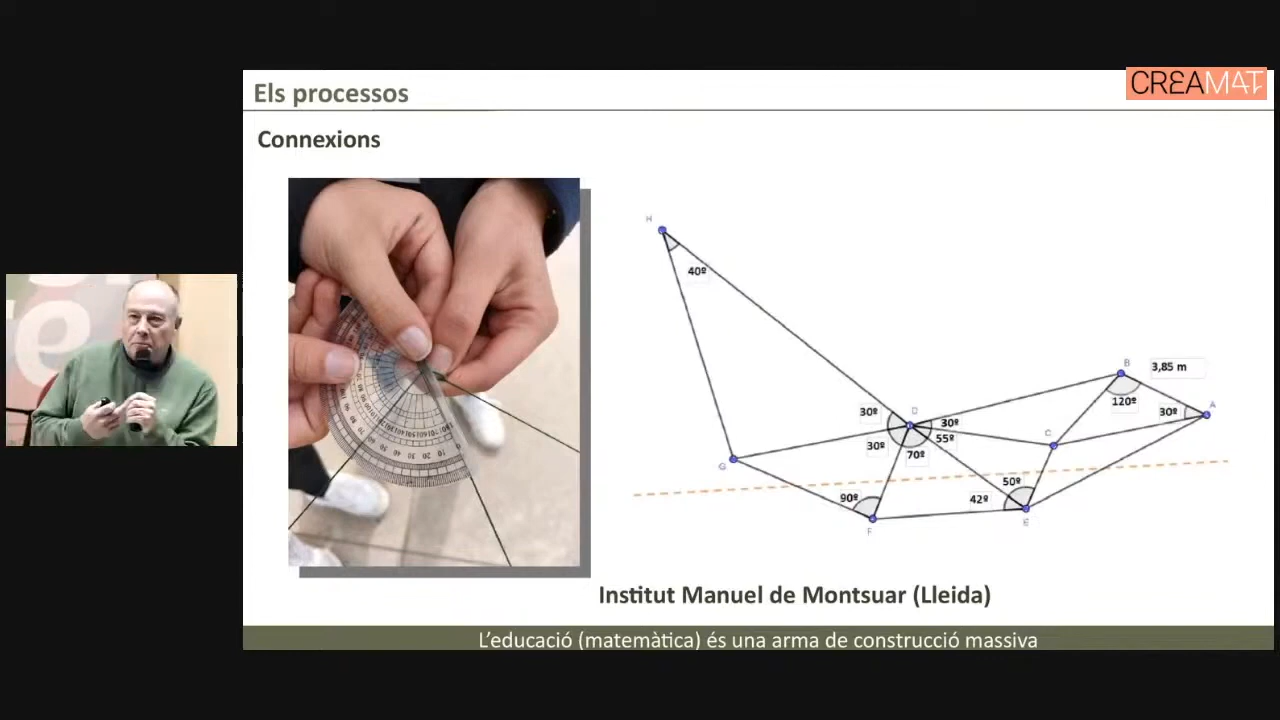 CREAMAT
Els processos
Connexions
H
40º
B
3,85 m
120º
A
30º
D
30º
30º
55º
30º
70º
C
G
50º
90º
42º
F
E
Institut Manuel de Montsuar (Lleida)
L’educació (matemàtica) és una arma de construcció massiva